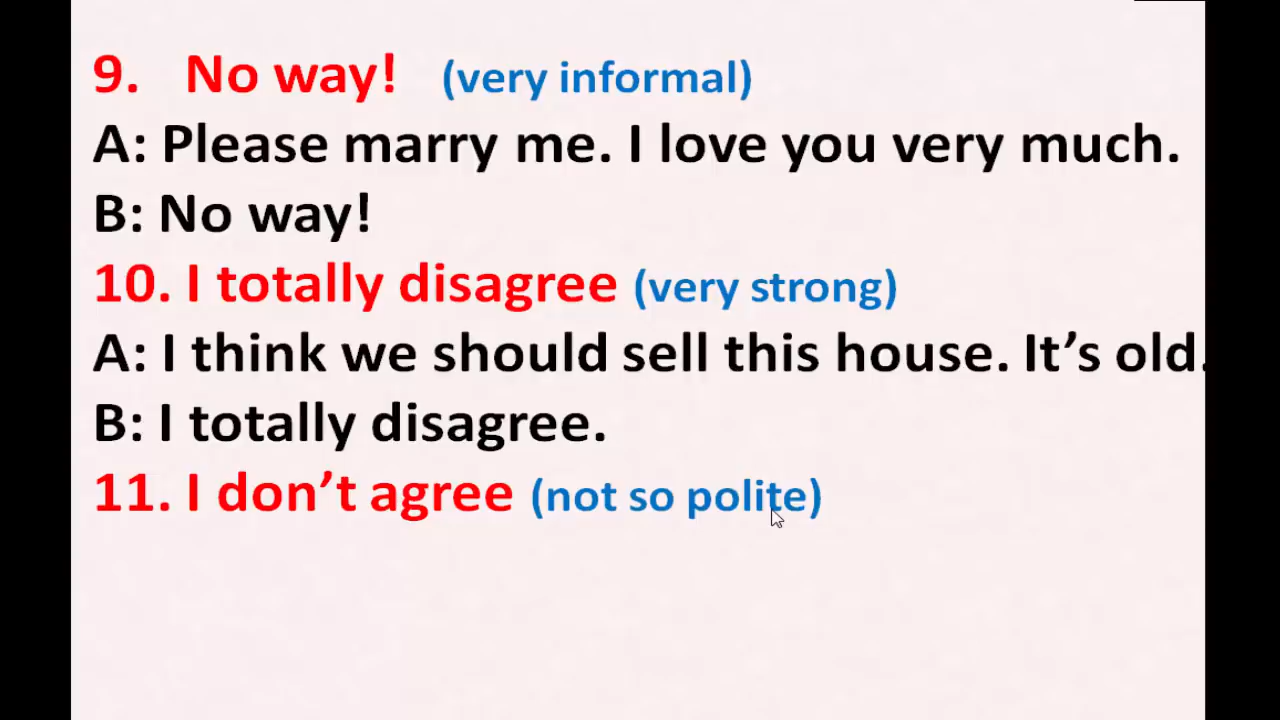 9. No way! (very informal)
A: Please marry me. I love you very much.
B: No way!
10. I totally disagree (very strong)
A: I think we should sell this house. It’s old.
B: I totally disagree.
11. I don’t agree (not so polite)